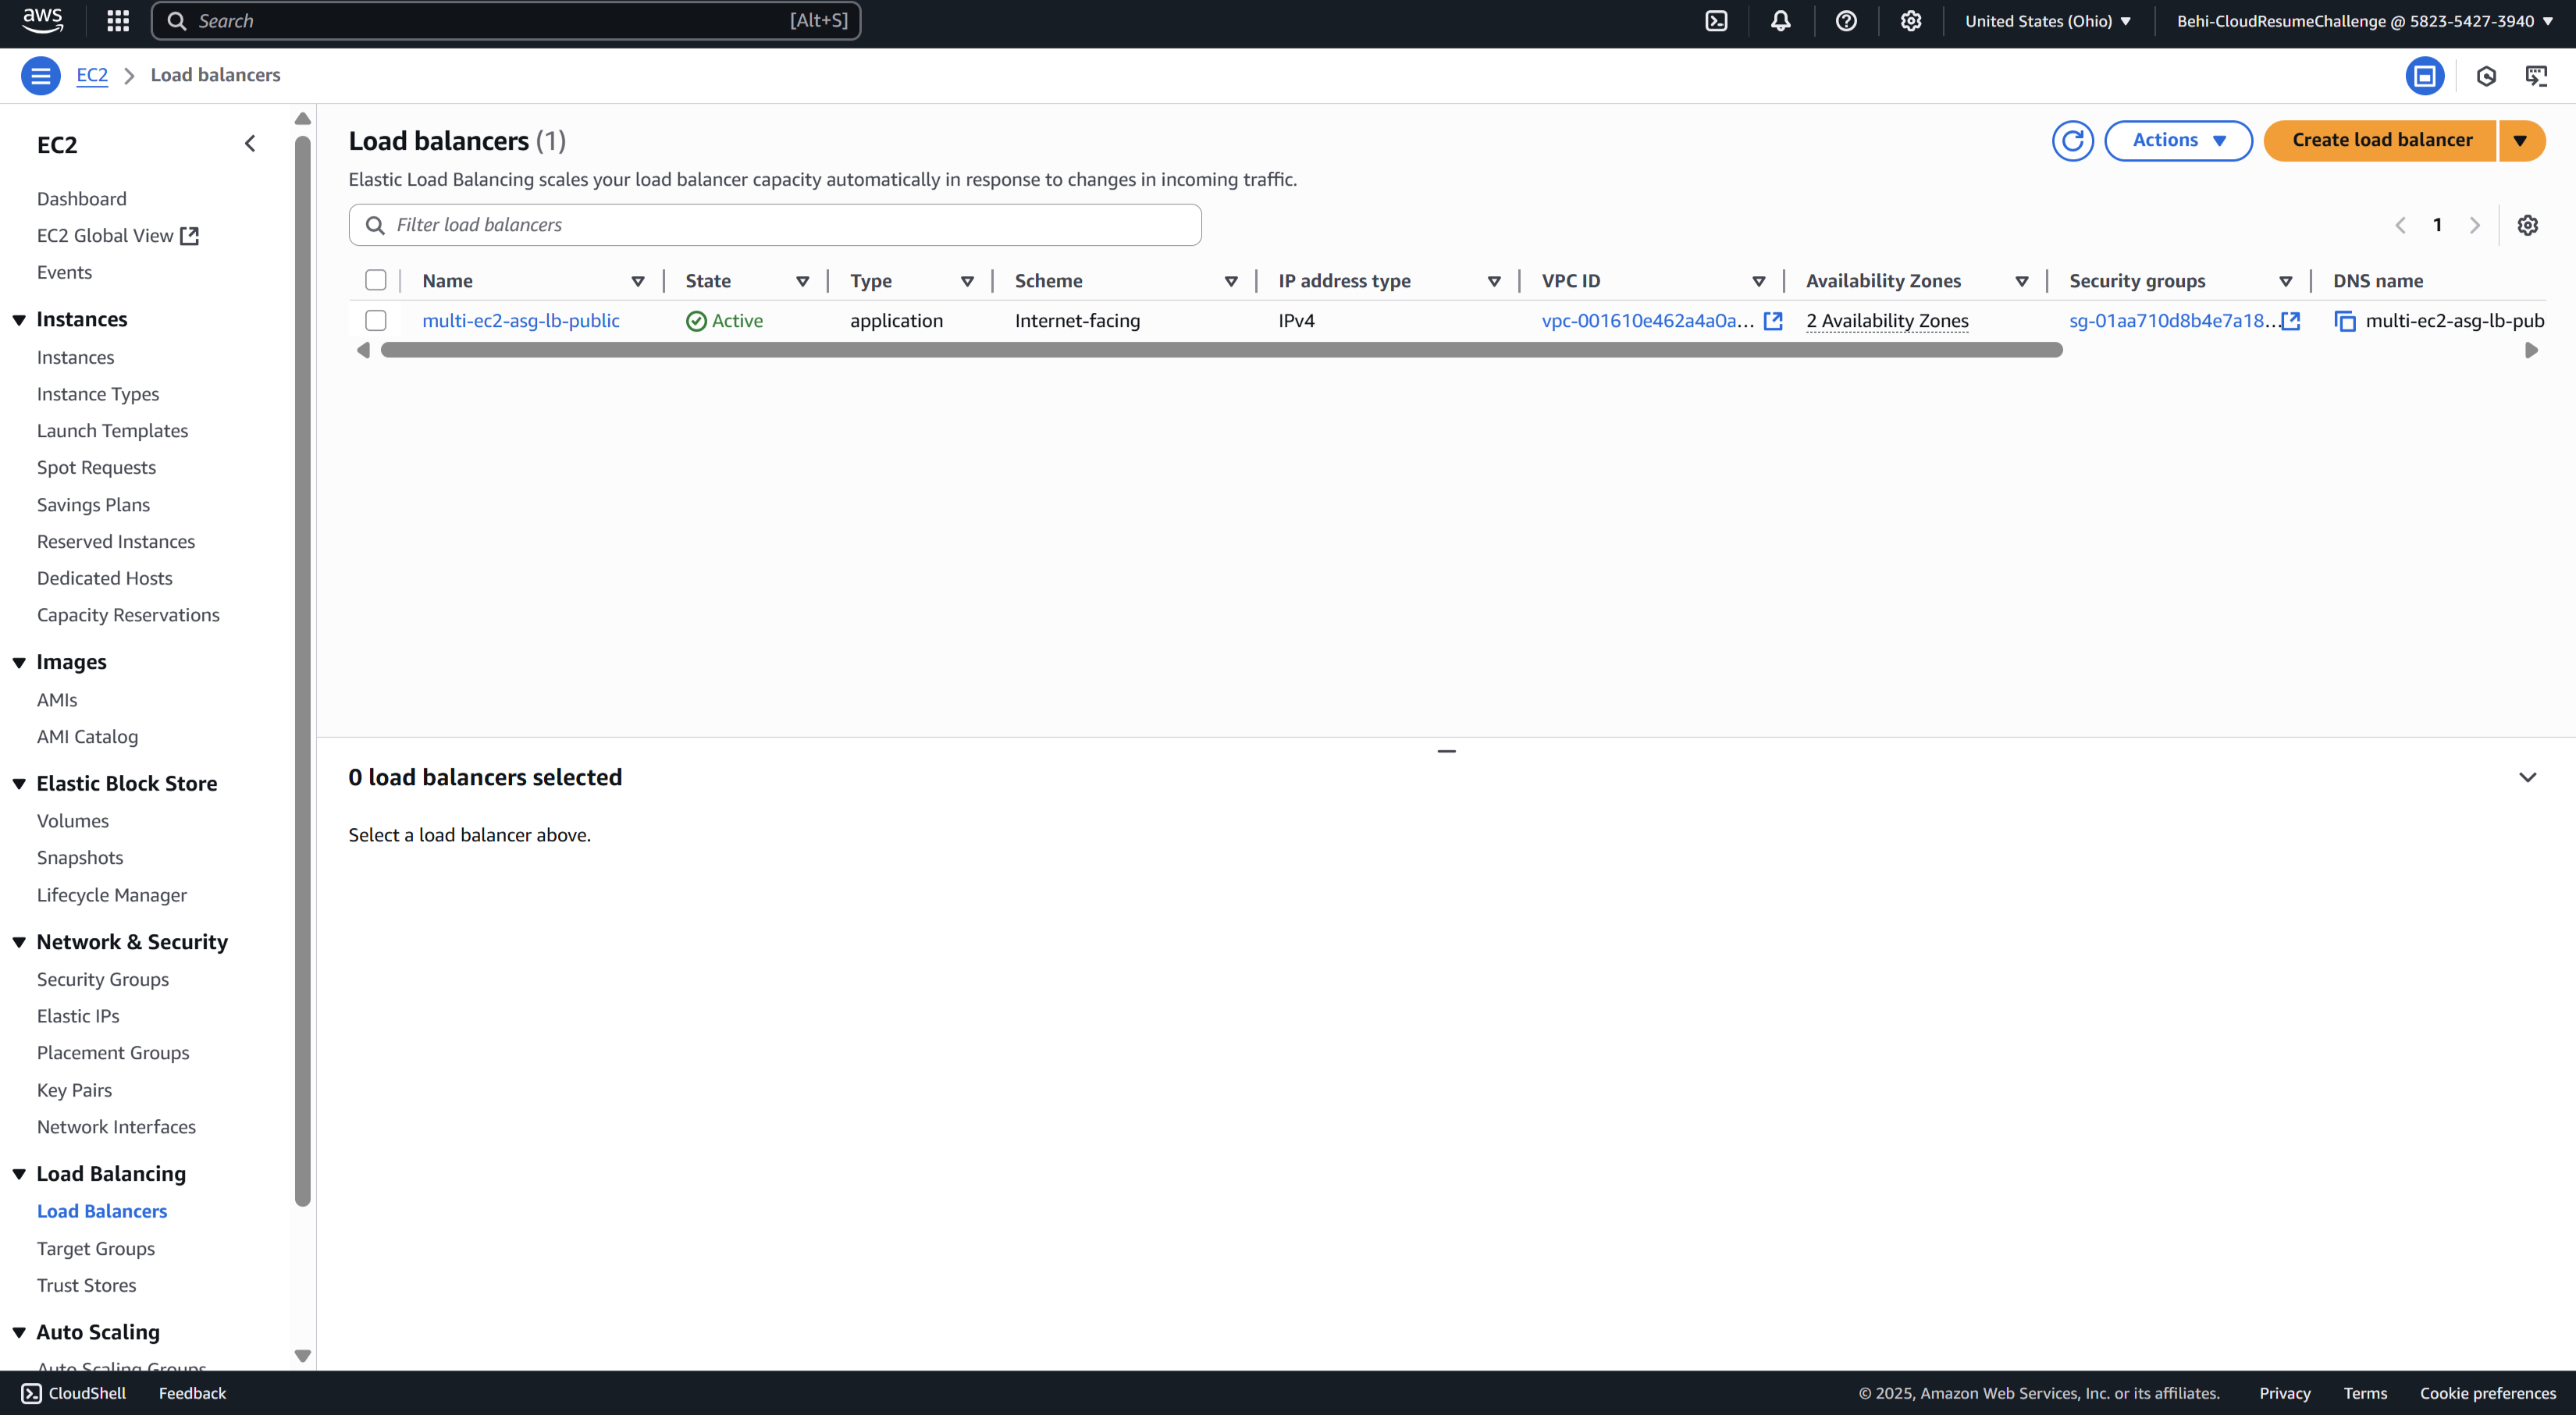 aws
Search [Alt+S]
United States (Ohio)
Behi-CloudResumeChallenge @ 5823-5427-3940
EC2 Load balancers
EC2
Dashboard
EC2 Global View
Events
Instances
Instances
Instance Types
Launch Templates
Spot Requests
Savings Plans
Reserved Instances
Dedicated Hosts
Capacity Reservations
Images
AMIs
AMI Catalog
Elastic Block Store
Volumes
Snapshots
Lifecycle Manager
Network & Security
Security Groups
Elastic IPs
Placement Groups
Key Pairs
Network Interfaces
Load Balancing
Load Balancers
Target Groups
Trust Stores
Auto Scaling
Auto Scaling Groups
Load balancers (1)
Actions
Create load balancer
Elastic Load Balancing scales your load balancer capacity automatically in response to changes in incoming traffic.
Filter load balancers
1
Name State Type Scheme IP address type VPC ID Availability Zones Security groups DNS name
multi-ec2-asg-lb-public Active application Internet-facing IPv4 vpc-001610e462a4a0a... 2 Availability Zones sg-01aa710d8b4e7a18... multi-ec2-asg-lb-pub
0 load balancers selected
Select a load balancer above.
CloudShell Feedback
© 2025, Amazon Web Services, Inc. or its affiliates. Privacy Terms Cookie preferences